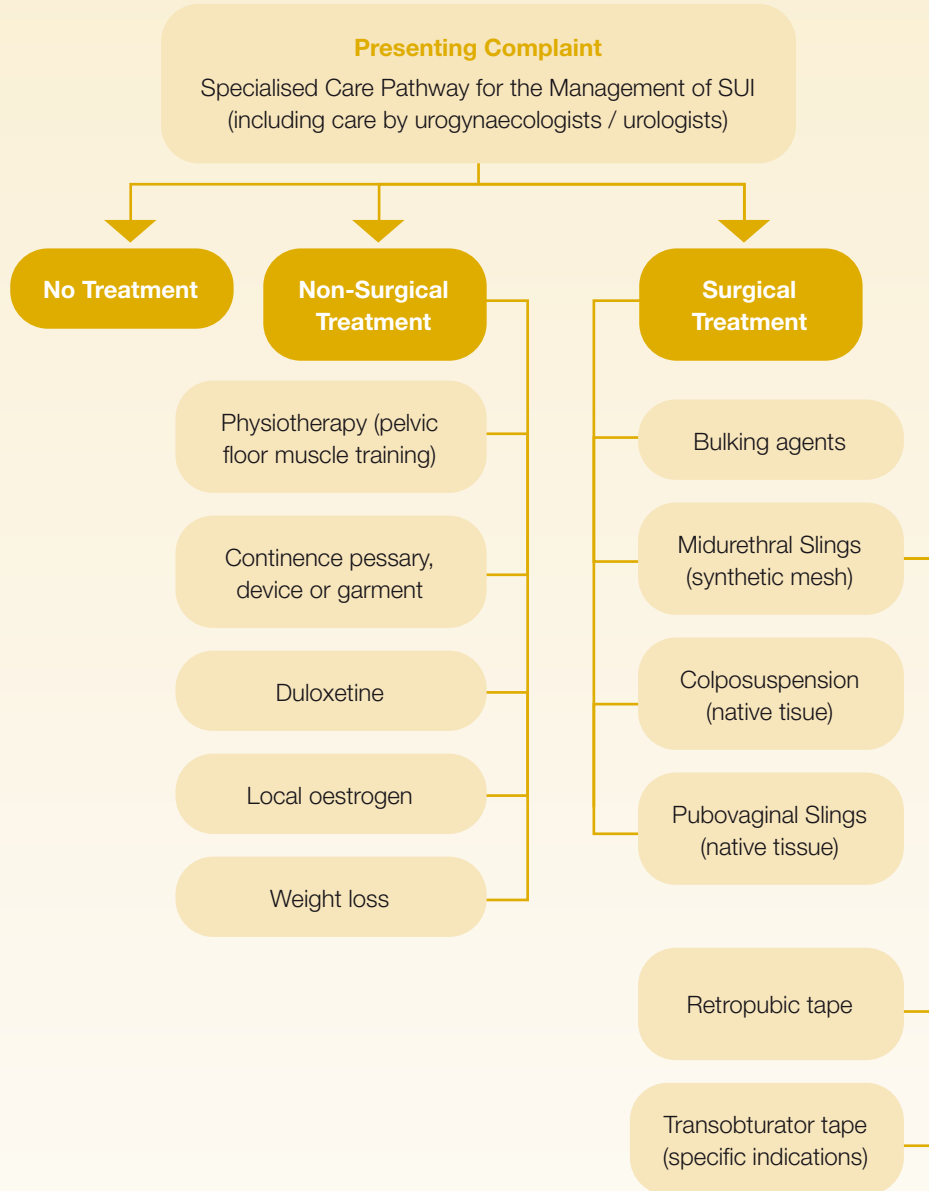 Presenting Complaint
Specialised Care Pathway for the Management of SUI
(including care by urogynaecologists / urologists)
No Treatment
Non-Surgical
Treatment
Physiotherapy (pelvic
floor muscle training)
Continence pessary,
device or garment
Duloxetine
Local oestrogen
Weight loss
Surgical
Treatment
Bulking agents
Midurethral Slings
(synthetic mesh)
Colposuspension
(native tisue)
Pubovaginal Slings
(native tissue)
Retropubic tape
Transobturator tape
(specific indications)